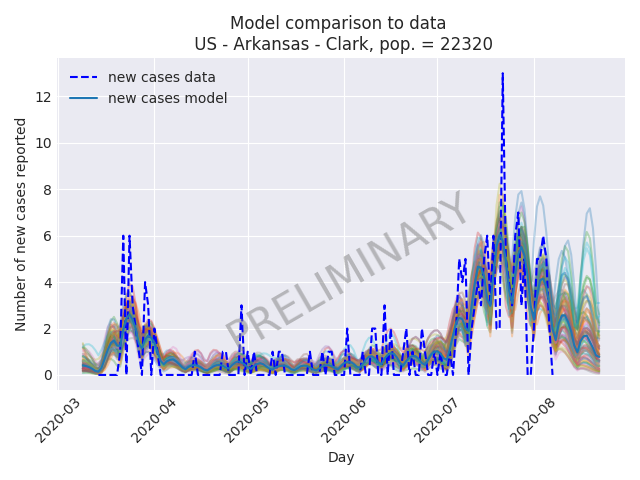 Model comparison to data
US - Arkansas - Clark, pop. = 22320
new cases data
new cases model
PRELIMINARY
Number of new cases reported
12
10
8
6
4
2
0
2020-03
2020-04
2020-05
2020-06
2020-07
2020-08
Day